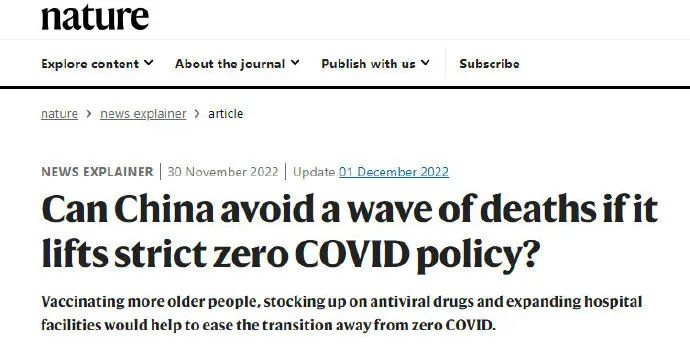 nature
Explore content About the journal Publish with us Subscribe
nature > news explainer > article
NEWS EXPLAINER | 30 November 2022 | Update 01 December 2022
Can China avoid a wave of deaths if it
lifts strict zero COVID policy?
Vaccinating more older people, stocking up on antiviral drugs and expanding hospital
facilities would help to ease the transition away from zero COVID.